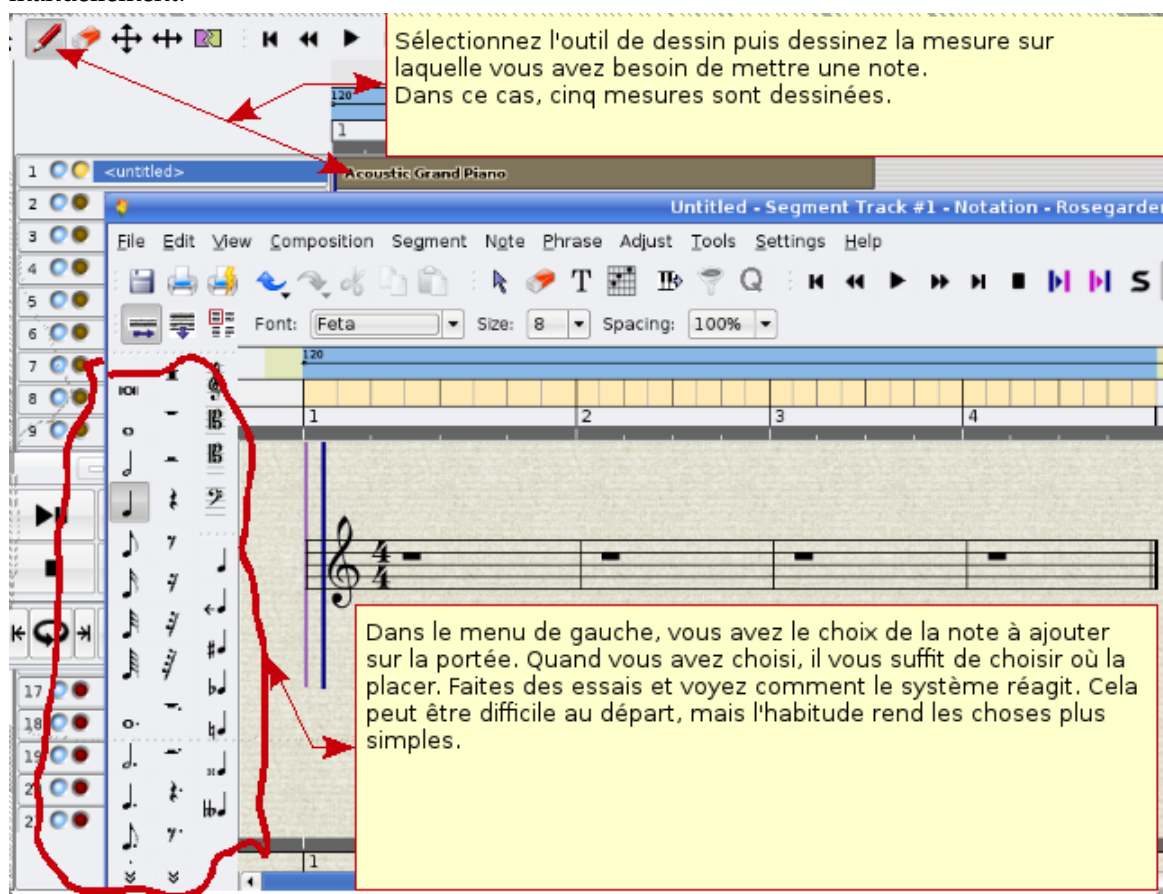 manuellement.
Sélectionnez l'outil de dessin puis dessinez la mesure sur
laquelle vous avez besoin de mettre une note.
Dans ce cas, cinq mesures sont dessinées.
120
1
1 <untitled> Acoustic Grand Piano
2
Untitled - Segment Track #1 - Notation - Rosegarden
3
File Edit View Composition Segment Note Phrase Adjust Tools Settings Help
4
T Q S
5
6
Font: Feta Size: 8 Spacing: 100%
7
120
8
1 2 3 4
9
4
4
Dans le menu de gauche, vous avez le choix de la note à ajouter
sur la portée. Quand vous avez choisi, il vous suffit de choisir où la
placer. Faites des essais et voyez comment le système réagit. Cela
peut être difficile au départ, mais l'habitude rend les choses plus
simples.
17
18
19
1